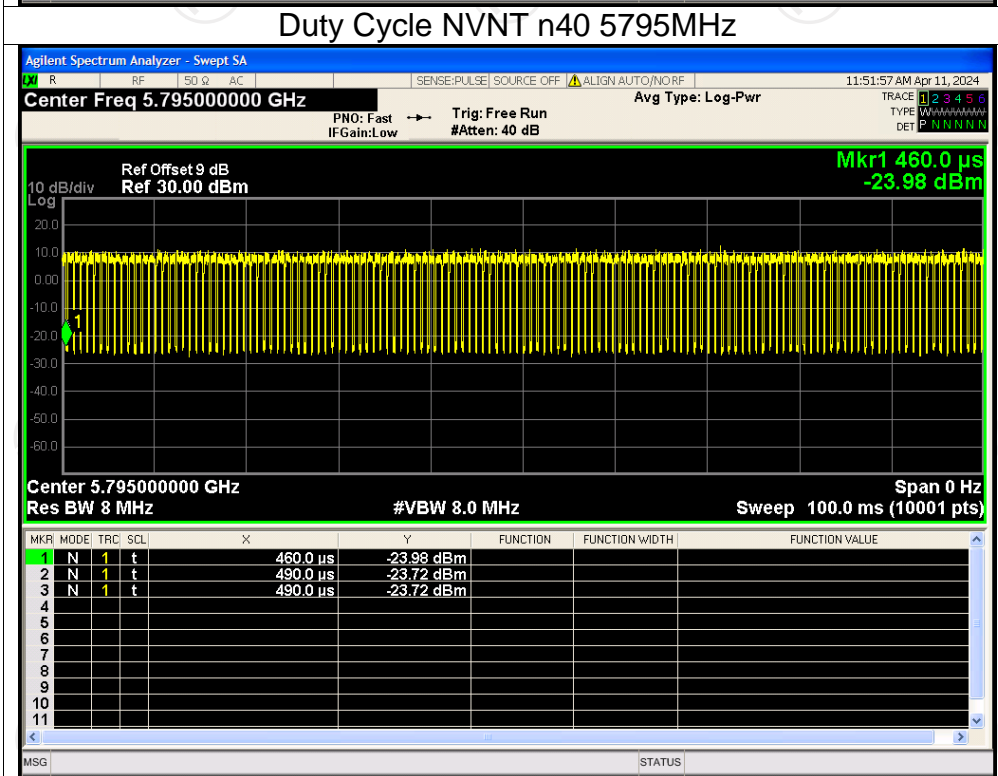 Duty Cycle NVNT n40 5795MHz
Agilent Spectrum Analyzer - Swept SA
LXI R RF 50 Ω AC SENSE:PULSE SOURCE OFF ALIGN AUTO/NO RF 11:51:57 AM Apr 11, 2024
Center Freq 5.795000000 GHz Avg Type: Log-Pwr TRACE 1 2 3 4 5 6
PNO: Fast Trig: Free Run TYPE WWWWWW
IFGain:Low #Atten: 40 dB DET P N N N N N
Mkr1 460.0 µs
Ref Offset 9 dB
10 dB/div Ref 30.00 dBm -23.98 dBm
Log
20.0
10.0
0.00
-10.0
1
-20.0
-30.0
-40.0
-50.0
-60.0
Center 5.795000000 GHz Span 0 Hz
Res BW 8 MHz #VBW 8.0 MHz Sweep 100.0 ms (10001 pts)
MKR MODE TRC SCL X Y FUNCTION FUNCTION WIDTH FUNCTION VALUE
1 N 1 t 460.0 µs -23.98 dBm
2 N 1 t 490.0 µs -23.72 dBm
3 N 1 t 490.0 µs -23.72 dBm
4
5
6
7
8
9
10
11
MSG STATUS